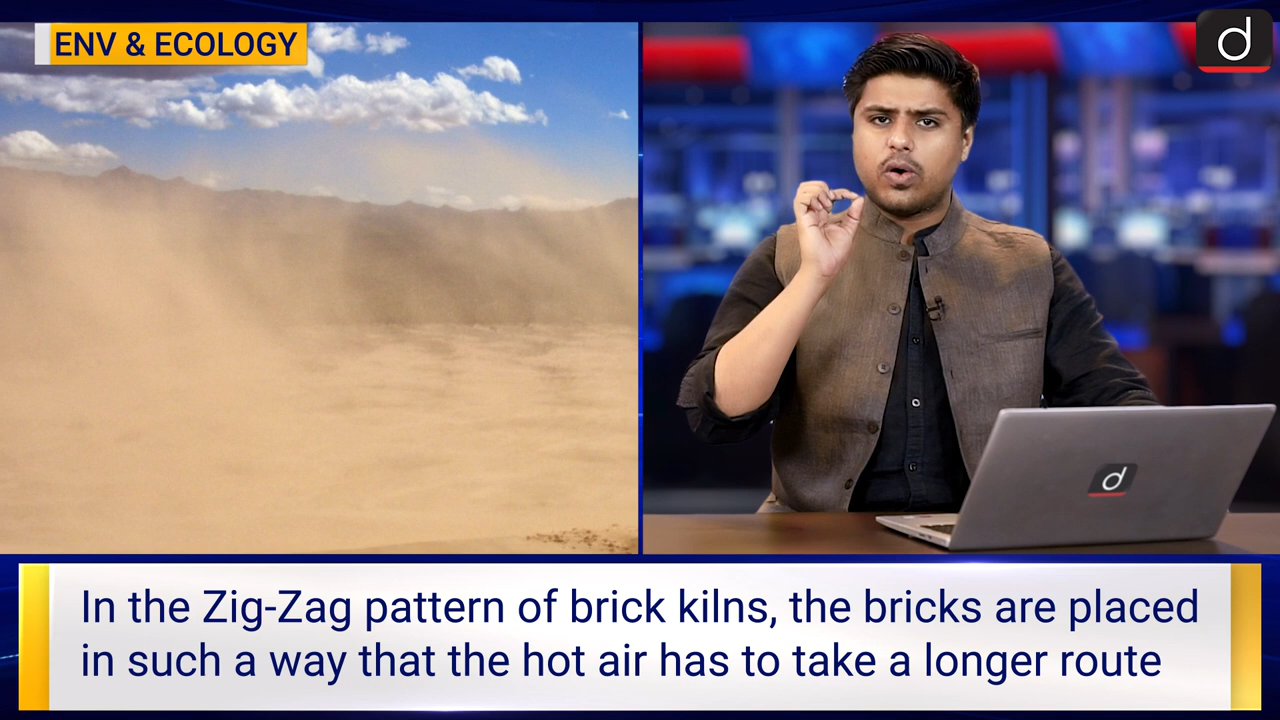 ENV & ECOLOGY
d
d
In the Zig-Zag pattern of brick kilns, the bricks are placed
in such a way that the hot air has to take a longer route